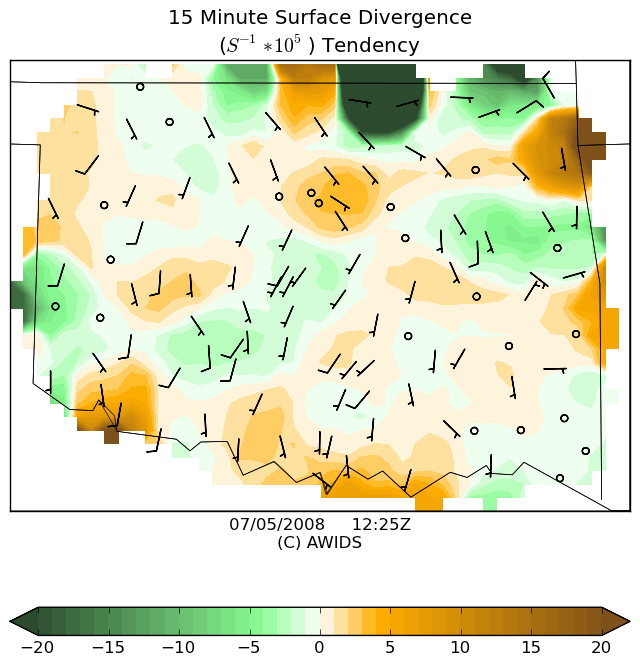 15 Minute Surface Divergence
(S⁻¹ *10⁵ ) Tendency
07/05/2008 12:25Z
(C) AWIDS
−20 −15 −10 −5 0 5 10 15 20